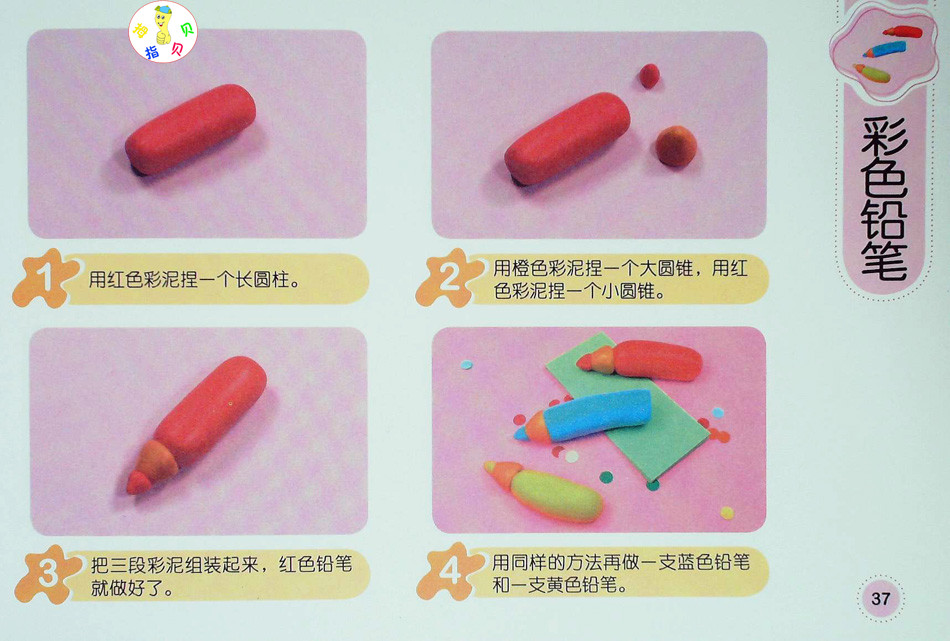 指
贝
贝
彩色铅笔
1
用红色彩泥捏一个长圆柱。
2
用橙色彩泥捏一个大圆锥，用红
色彩泥捏一个小圆锥。
3
把三段彩泥组装起来，红色铅笔
就做好了。
4
用同样的方法再做一支蓝色铅笔
和一支黄色铅笔。
37